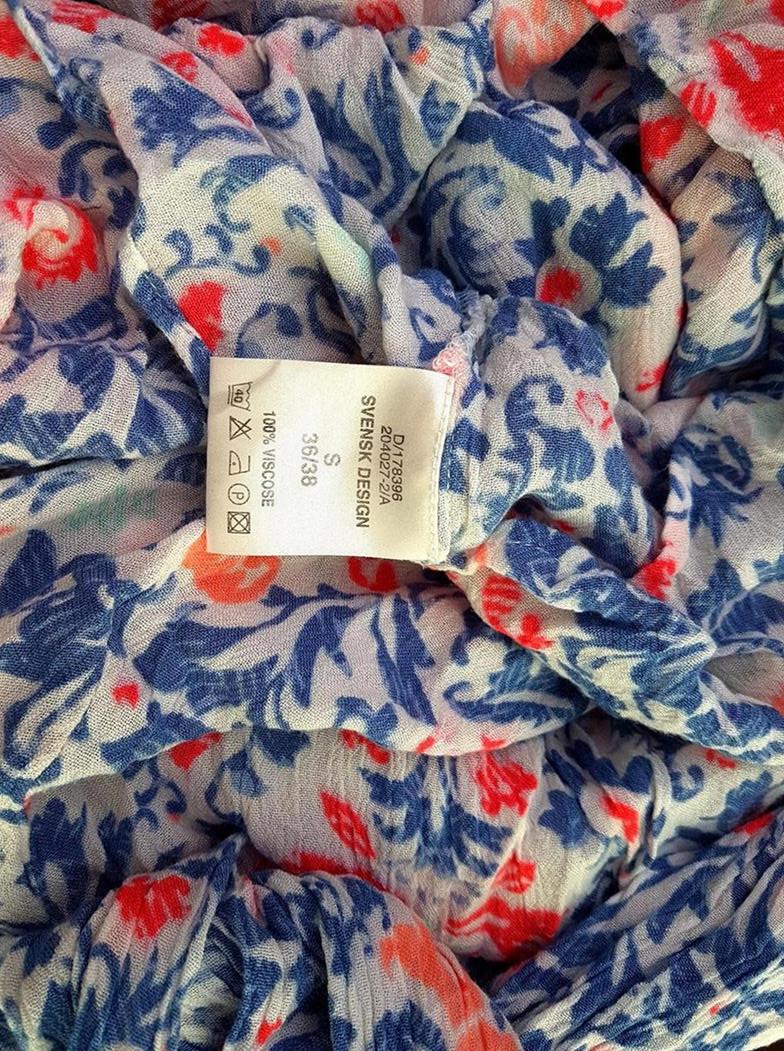 D/178396
204027-2/A
SVENSK DESIGN
S
36/38
100% VISCOSE
40
P